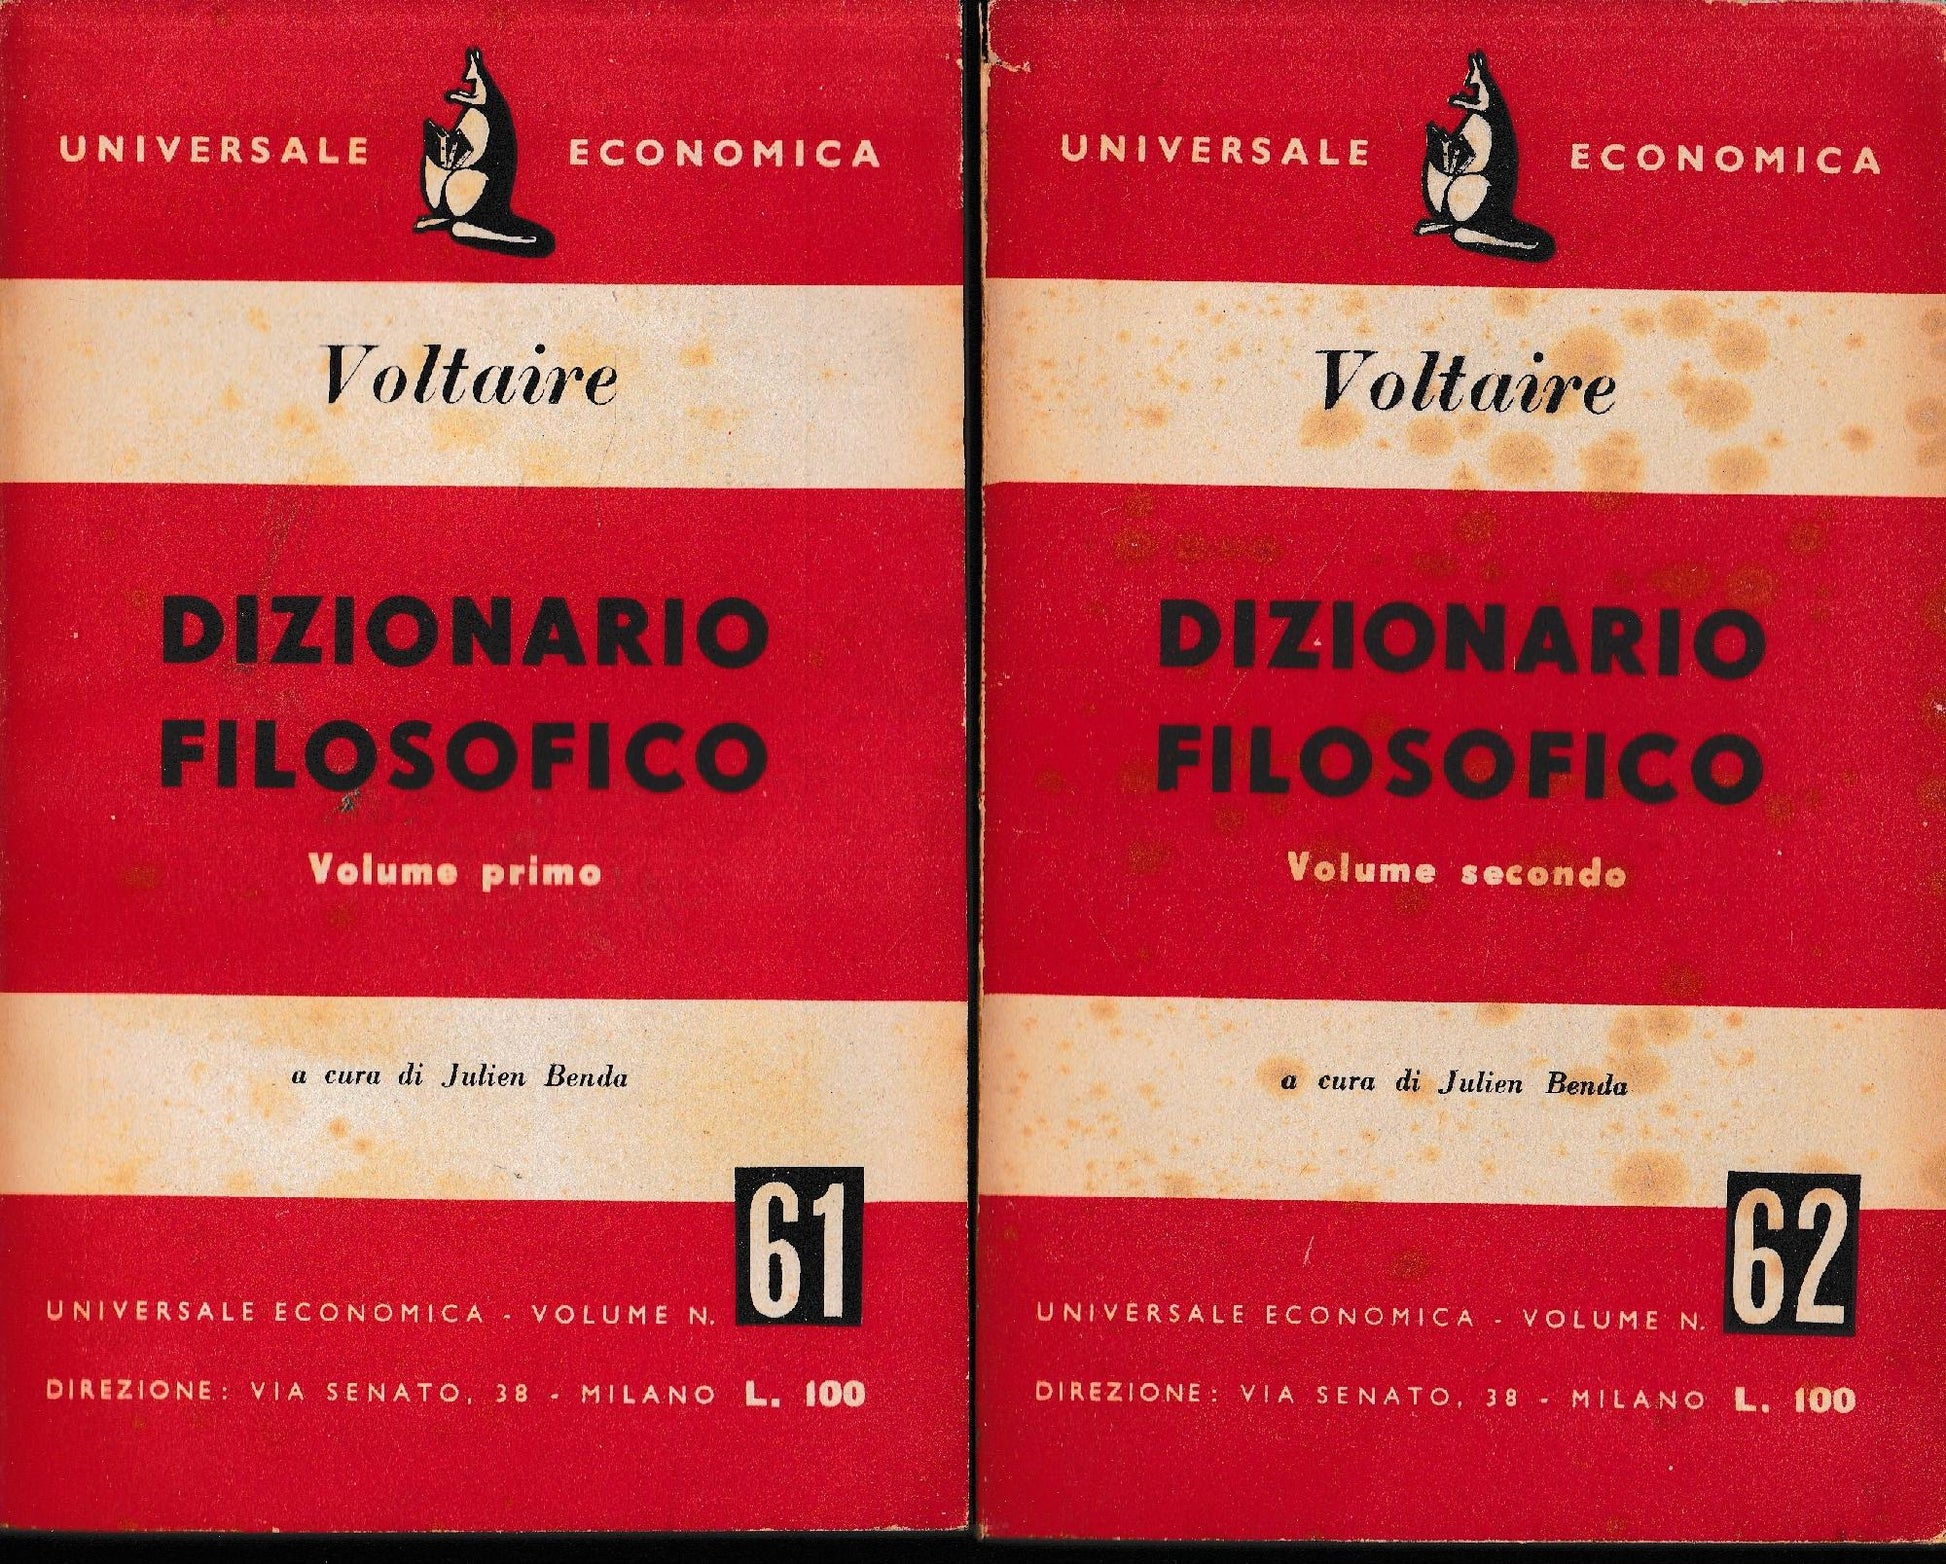 UNIVERSALE ECONOMICA
Voltaire
DIZIONARIO
FILOSOFICO
Volume primo
a cura di Julien Benda
61
UNIVERSALE ECONOMICA - VOLUME N.
DIREZIONE: VIA SENATO, 38 - MILANO L. 100
UNIVERSALE ECONOMICA
Voltaire
DIZIONARIO
FILOSOFICO
Volume secondo
a cura di Julien Benda
62
UNIVERSALE ECONOMICA - VOLUME N.
DIREZIONE: VIA SENATO, 38 - MILANO L. 100